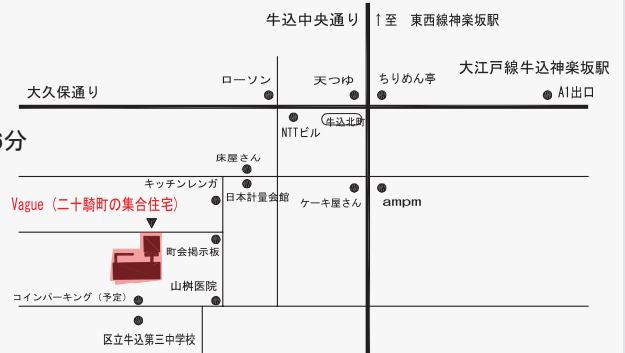 牛込中央通り
↑至 東西線神楽坂駅
大江戸線牛込神楽坂駅
ローソン
天つゆ
ちりめん亭
大久保通り
A1出口
NTTビル
牛込北町
6分
床屋さん
キッチンレンガ
日本計量会館
ケーキ屋さん
ampm
Vague（二十騎町の集合住宅）
町会掲示板
山桝医院
コインパーキング（予定）
区立牛込第三中学校